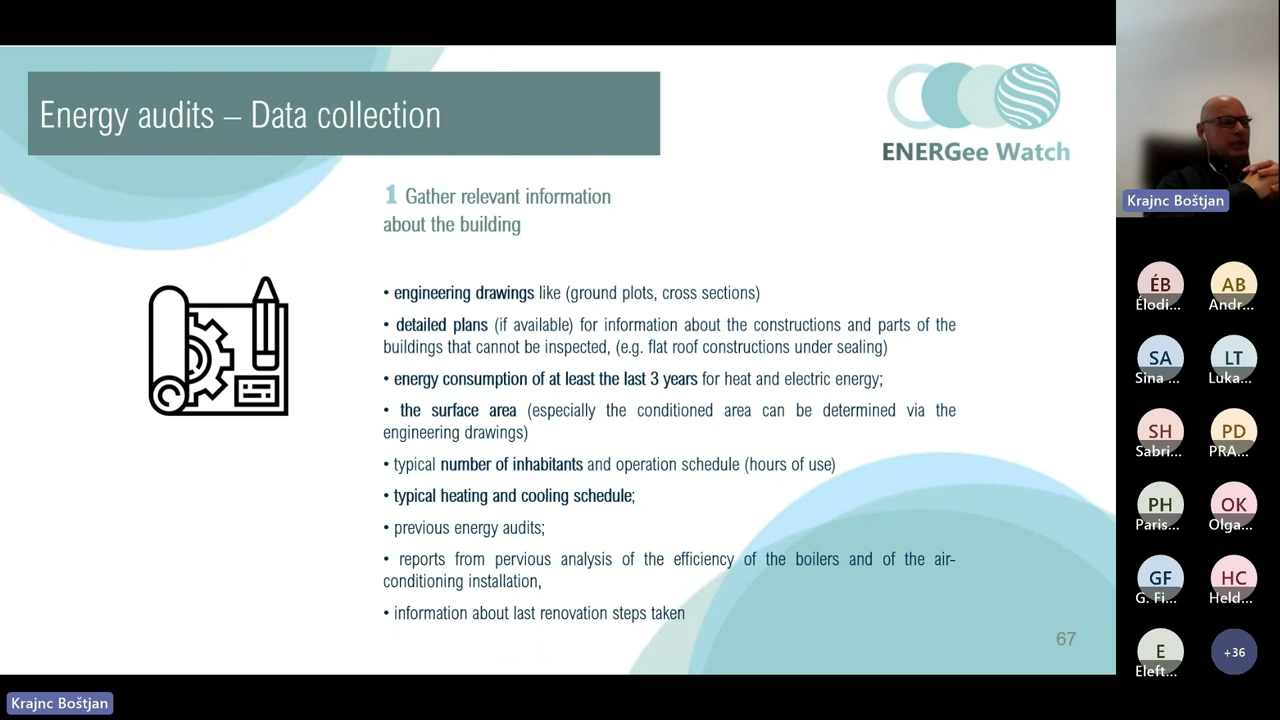 Energy audits – Data collection
ENERGee Watch
1 Gather relevant information
about the building
• engineering drawings like (ground plots, cross sections)
• detailed plans (if available) for information about the constructions and parts of the
buildings that cannot be inspected, (e.g. flat roof constructions under sealing)
• energy consumption of at least the last 3 years for heat and electric energy;
• the surface area (especially the conditioned area can be determined via the
engineering drawings)
• typical number of inhabitants and operation schedule (hours of use)
• typical heating and cooling schedule;
• previous energy audits;
• reports from pervious analysis of the efficiency of the boilers and of the air-
conditioning installation,
• information about last renovation steps taken
67
Krajnc Boštjan
Krajnc Boštjan
ÉB
AB
Élodi...
Andr...
SA
LT
Sina ...
Luka...
SH
PD
Sabri...
PRA...
PH
OK
Paris...
Olga...
GF
HC
G. Fi...
Held...
E
+36
Eleft...